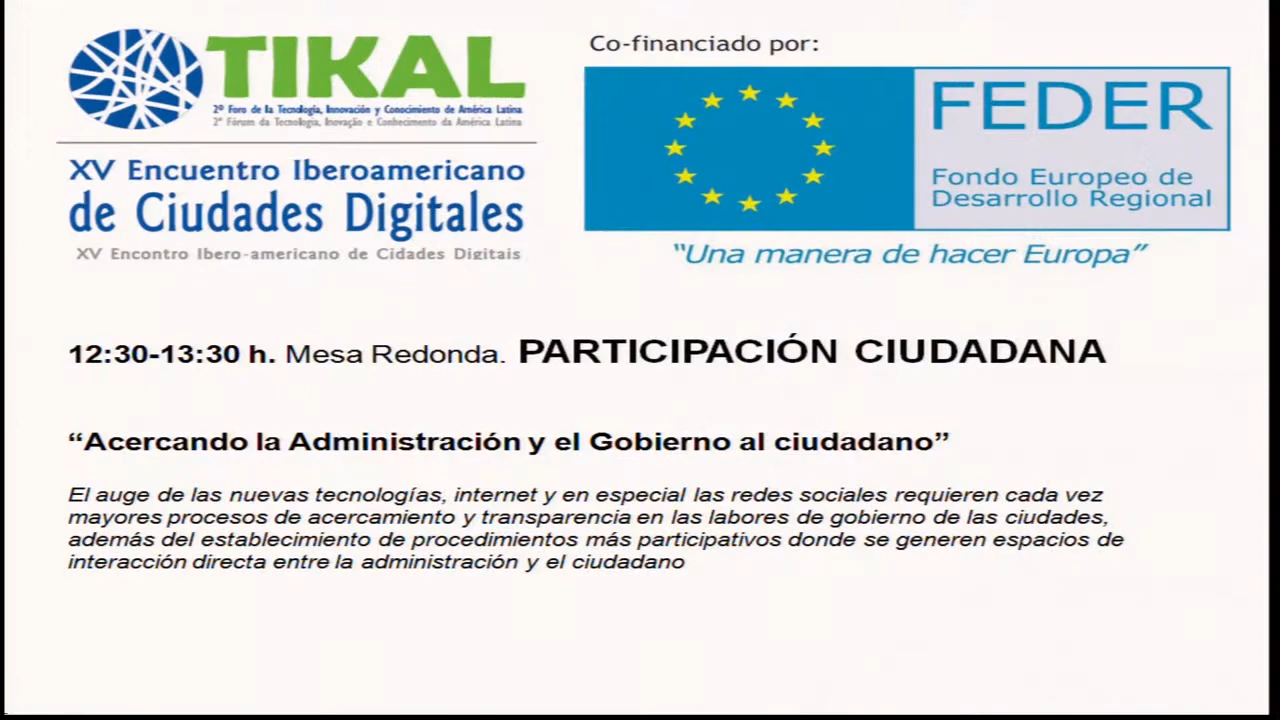 TIKAL
2º Foro de la Tecnología, Innovación y Conocimiento de América Latina
2º Fórum da Tecnologia, Inovação e Conhecimento da América Latina
XV Encuentro Iberoamericano
de Ciudades Digitales
XV Encontro Ibero-americano de Cidades Digitais
Co-financiado por:
FEDER
Fondo Europeo de
Desarrollo Regional
“Una manera de hacer Europa”
12:30-13:30 h. Mesa Redonda. PARTICIPACIÓN CIUDADANA
“Acercando la Administración y el Gobierno al ciudadano”
El auge de las nuevas tecnologías, internet y en especial las redes sociales requieren cada vez
mayores procesos de acercamiento y transparencia en las labores de gobierno de las ciudades,
además del establecimiento de procedimientos más participativos donde se generen espacios de
interacción directa entre la administración y el ciudadano